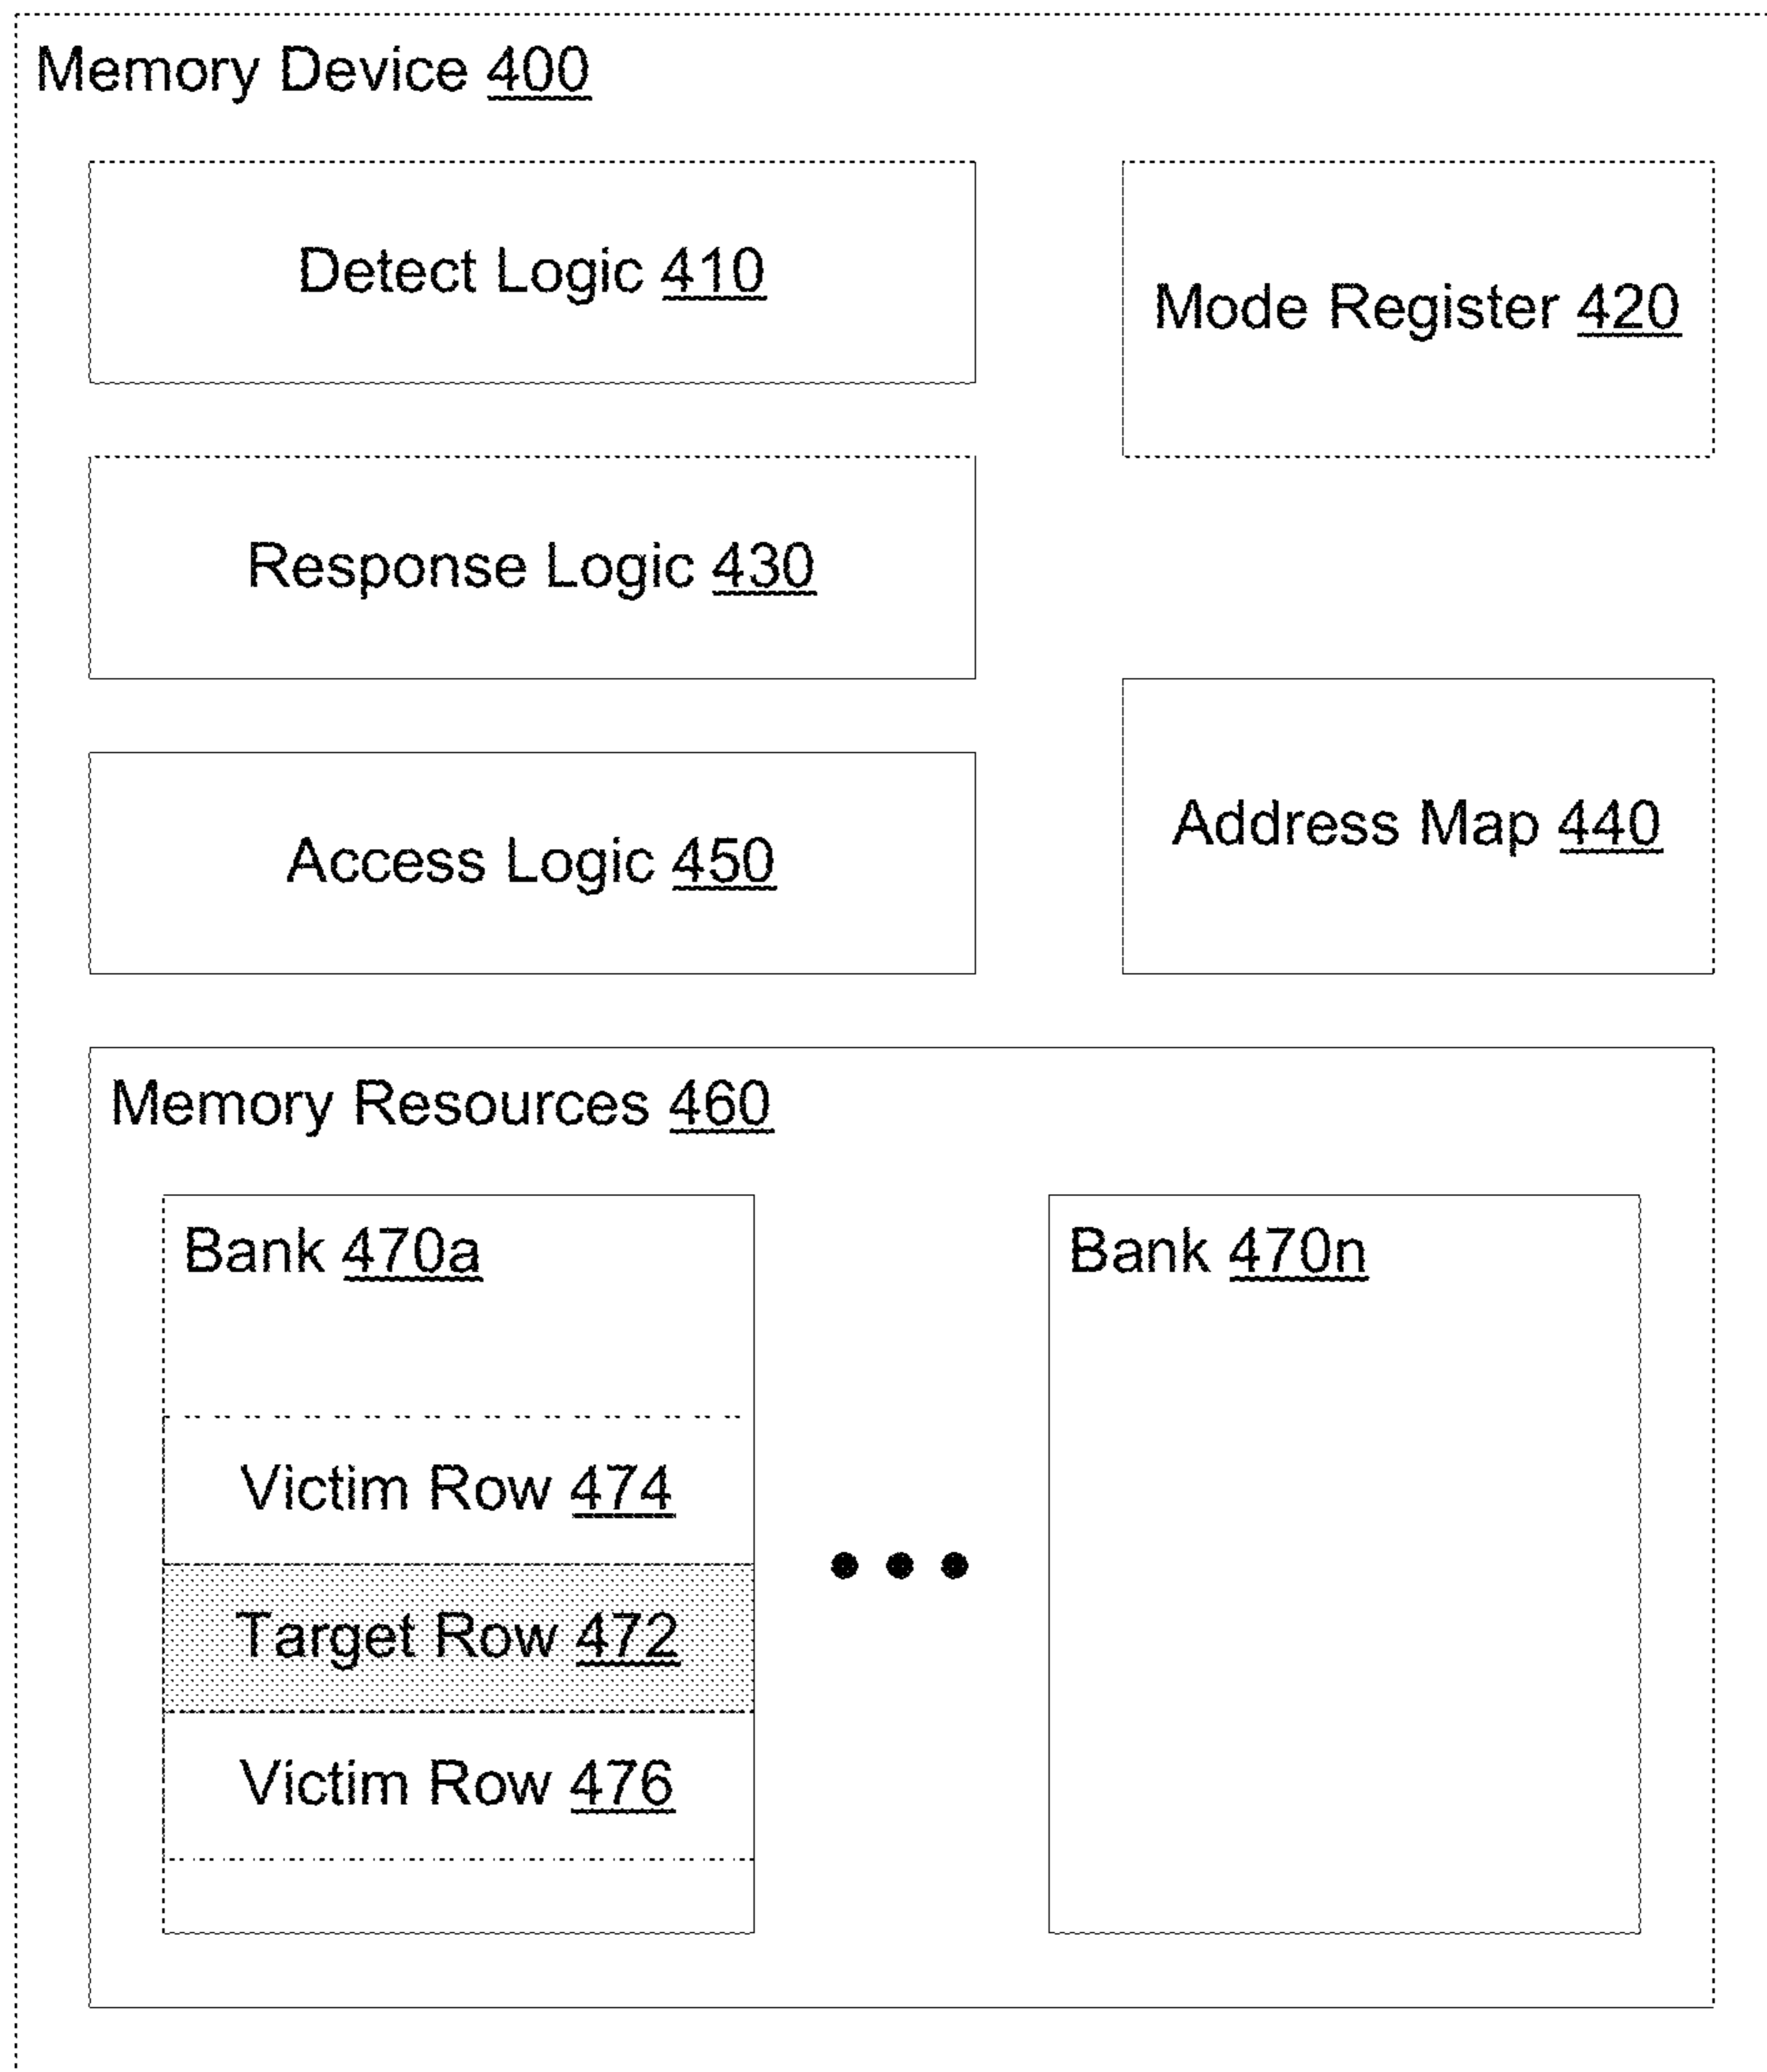 Memory Device 400
Detect Logic 410
Mode Register 420
Response Logic 430
Address Map 440
Access Logic 450
Memory Resources 460
Bank 470a
Bank 470n
Victim Row 474
Target Row 472
Victim Row 476